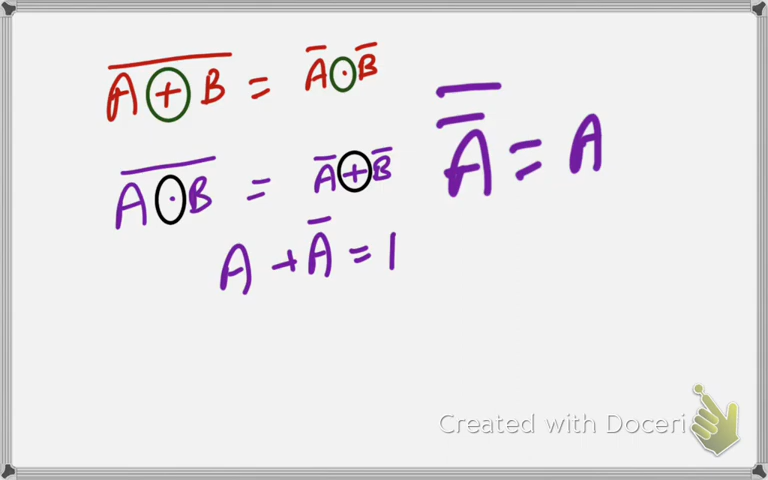 A̅ ̅+̅ ̅B̅ = A̅ · B̅
A̅ ̅·̅ ̅B̅ = A̅ + B̅
A + A̅ = 1
A̿ = A
Created with Doceri